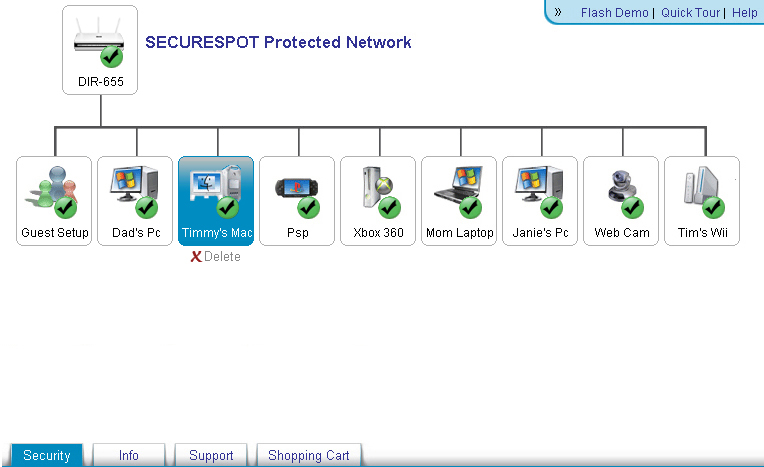 » Flash Demo | Quick Tour | Help
SECURESPOT Protected Network
DIR-655
Guest Setup
Dad's Pc
Timmy's Mac
Psp
Xbox 360
Mom Laptop
Janie's Pc
Web Cam
Tim's Wii
X Delete
Security
Info
Support
Shopping Cart